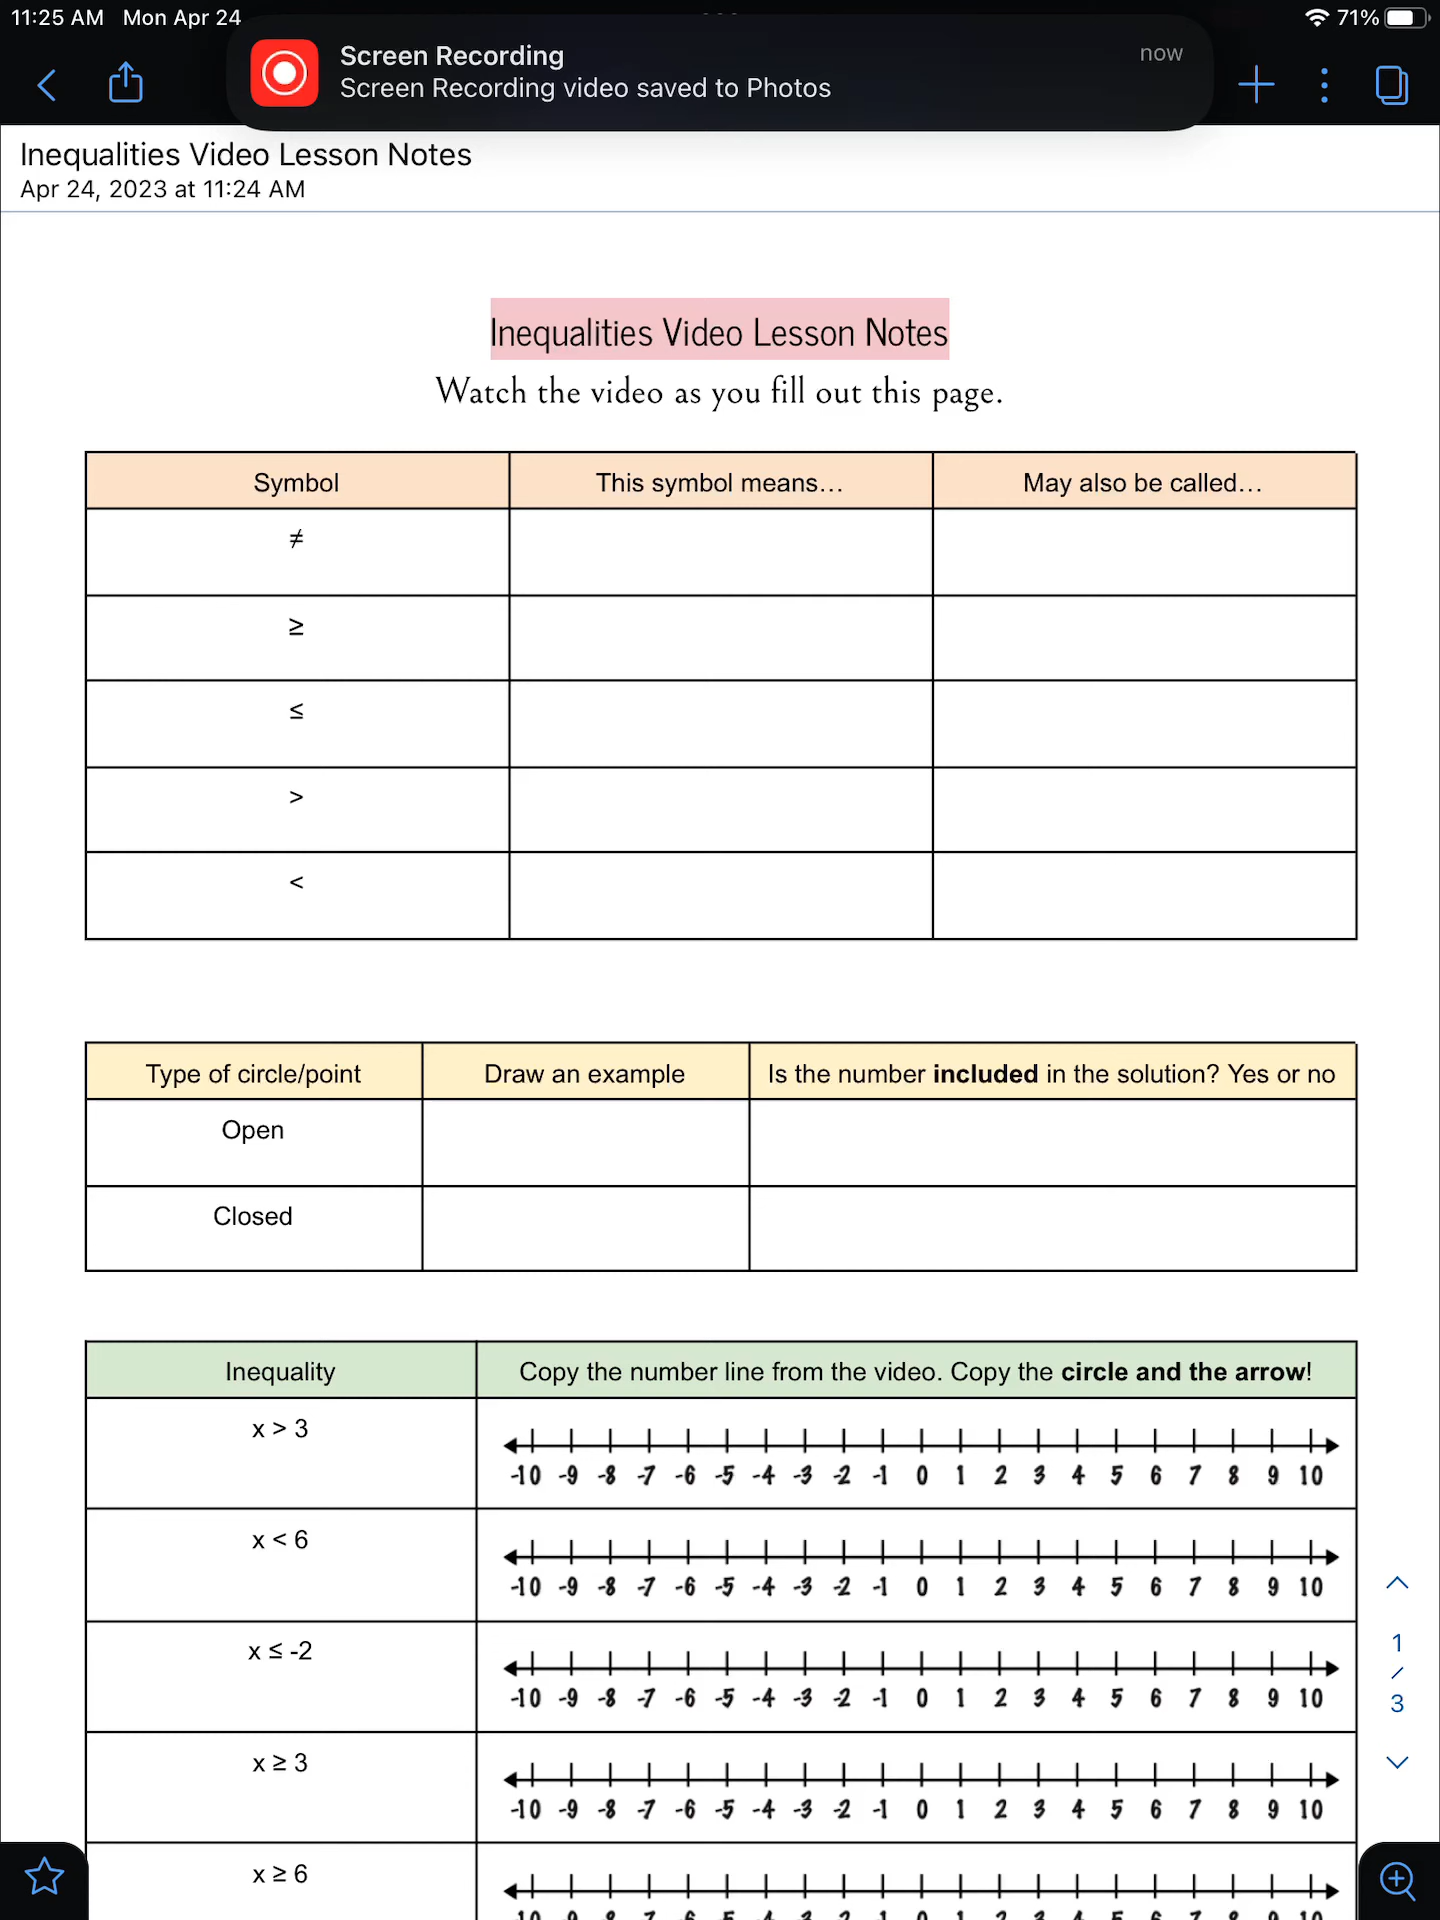 11:25 AM Mon Apr 24
71%
Screen Recording
now
Screen Recording video saved to Photos
Inequalities Video Lesson Notes
Apr 24, 2023 at 11:24 AM
Inequalities Video Lesson Notes
Watch the video as you fill out this page.
Symbol This symbol means... May also be called...
≠
≥
≤
>
<
Type of circle/point Draw an example Is the number included in the solution? Yes or no
Open
Closed
Inequality Copy the number line from the video. Copy the circle and the arrow!
x > 3
-10 -9 -8 -7 -6 -5 -4 -3 -2 -1 0 1 2 3 4 5 6 7 8 9 10
x < 6
-10 -9 -8 -7 -6 -5 -4 -3 -2 -1 0 1 2 3 4 5 6 7 8 9 10
x ≤ -2
-10 -9 -8 -7 -6 -5 -4 -3 -2 -1 0 1 2 3 4 5 6 7 8 9 10
1
/
3
x ≥ 3
-10 -9 -8 -7 -6 -5 -4 -3 -2 -1 0 1 2 3 4 5 6 7 8 9 10
x ≥ 6